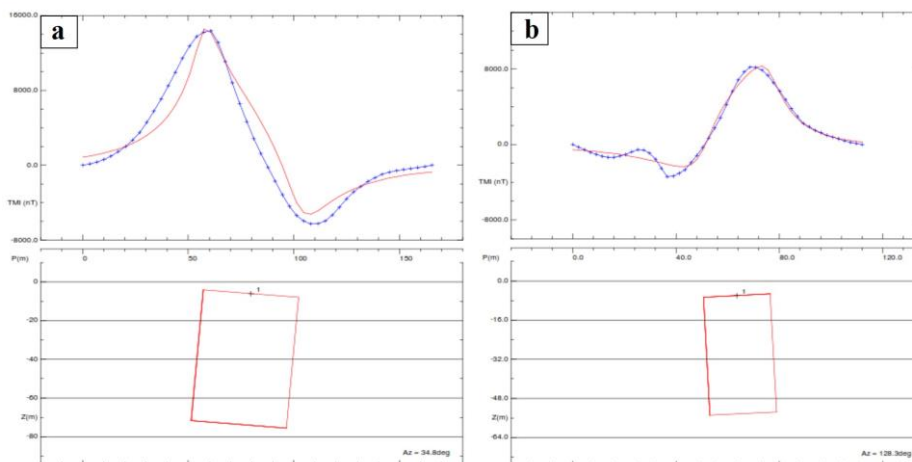 a
16000.0
8000.0
0.0
TMI (nT)
-8000.0
P(m)
0.0
50
100
150
0
1
-20
-40
-60
Z(m)
-80
Az = 34.8deg
b
8000.0
0.0
TMI (nT)
-8000.0
P(m)
0.0
40.0
80.0
120.0
0.0
1
-16.0
-32.0
-48.0
Z(m)
-64.0
Az = 128.3deg